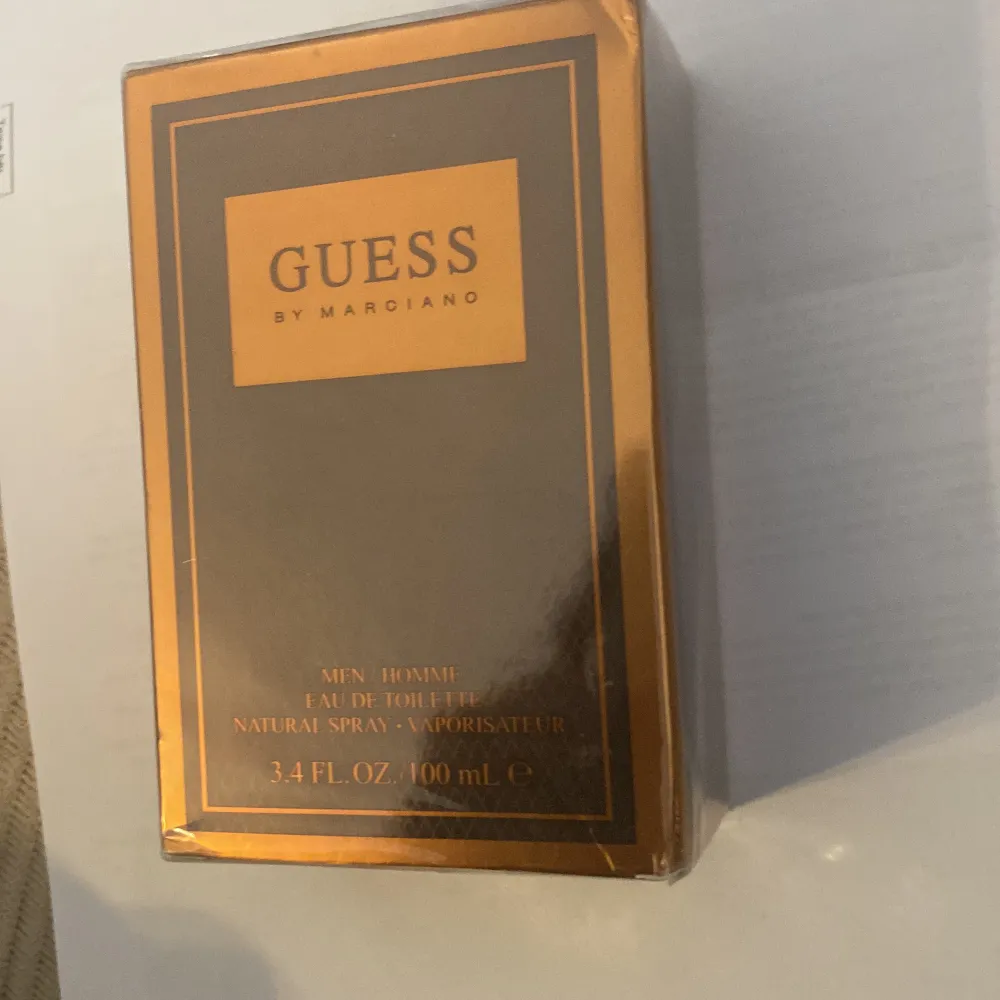 GUESS
BY MARCIANO
MEN / HOMME
EAU DE TOILETTE
NATURAL SPRAY • VAPORISATEUR
3.4 FL. OZ. / 100 mL ℮